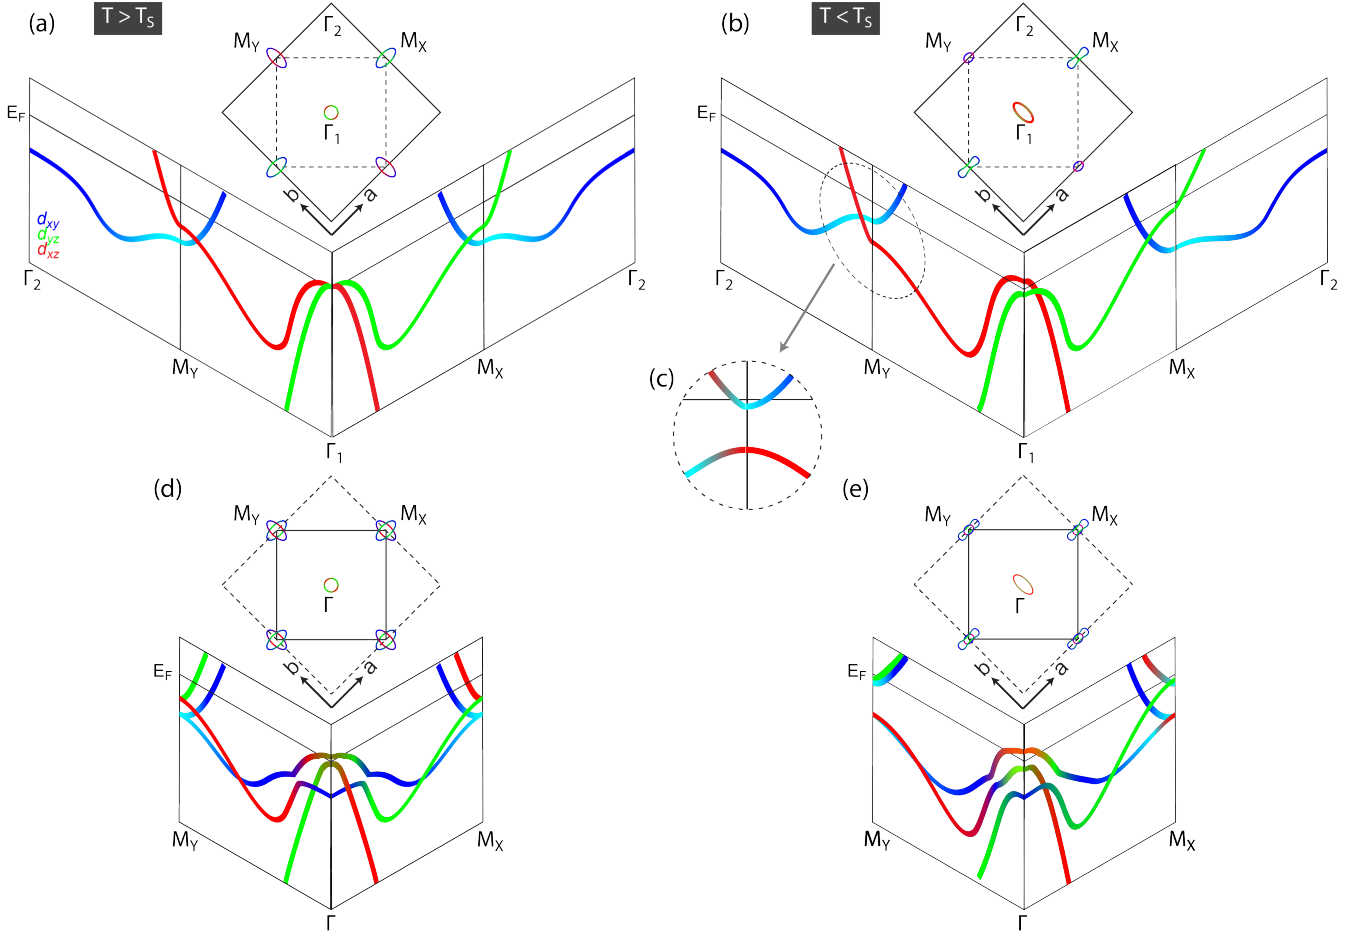 (a)
T > T_S
Γ_2
M_Y
M_X
E_F
Γ_1
b
a
d_xy
d_yz
d_xz
Γ_2
Γ_2
M_Y
M_X
Γ_1
(b)
T < T_S
Γ_2
M_Y
M_X
E_F
Γ_1
b
a
Γ_2
Γ_2
M_Y
M_X
Γ_1
(c)
(d)
M_Y
M_X
Γ
E_F
b
a
M_Y
M_X
Γ
(e)
M_Y
M_X
Γ
E_F
b
a
M_Y
M_X
Γ